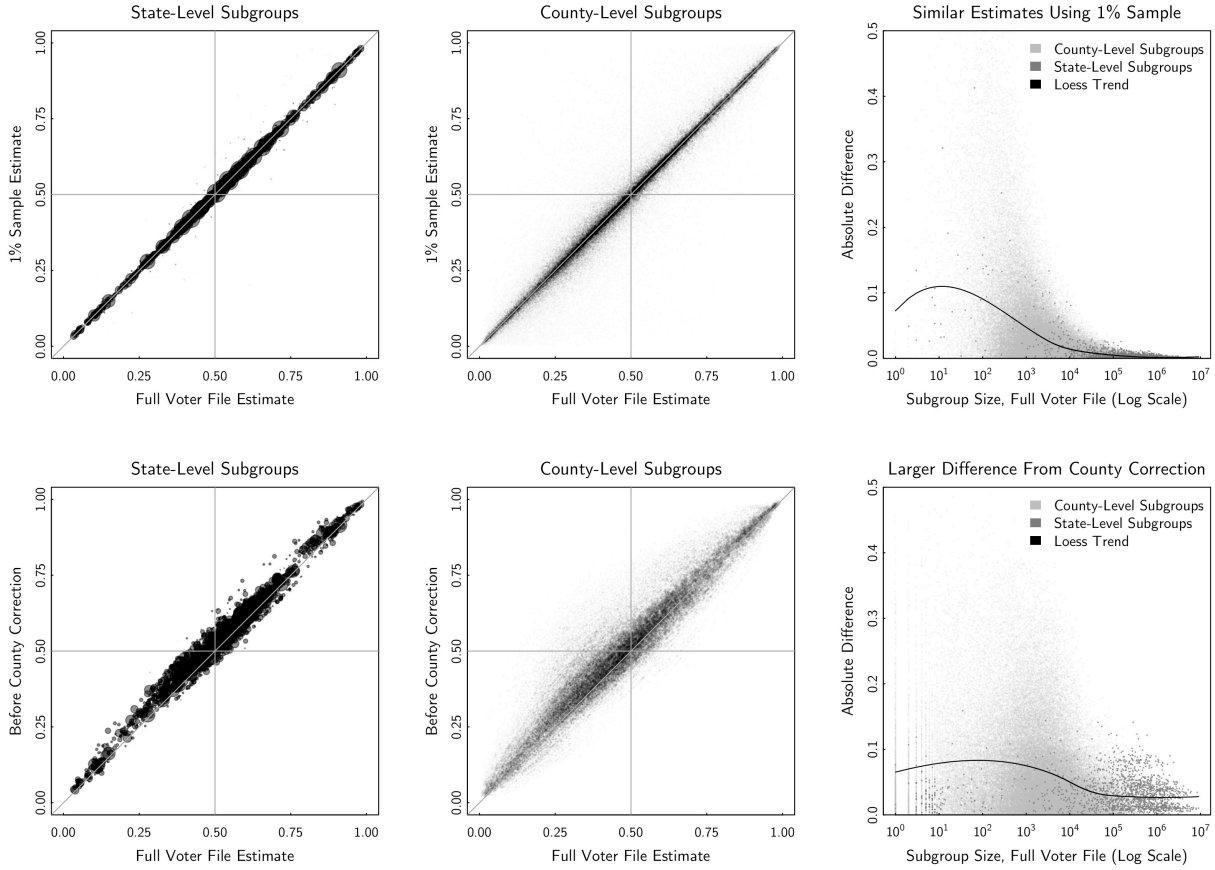 State-Level Subgroups
1% Sample Estimate
1.00
0.75
0.50
0.25
0.00
0.00 0.25 0.50 0.75 1.00
Full Voter File Estimate
County-Level Subgroups
1% Sample Estimate
1.00
0.75
0.50
0.25
0.00
0.00 0.25 0.50 0.75 1.00
Full Voter File Estimate
Similar Estimates Using 1% Sample
County-Level Subgroups
State-Level Subgroups
Loess Trend
Absolute Difference
0.5
0.4
0.3
0.2
0.1
0.0
10⁰ 10¹ 10² 10³ 10⁴ 10⁵ 10⁶ 10⁷
Subgroup Size, Full Voter File (Log Scale)
State-Level Subgroups
Before County Correction
1.00
0.75
0.50
0.25
0.00
0.00 0.25 0.50 0.75 1.00
Full Voter File Estimate
County-Level Subgroups
Before County Correction
1.00
0.75
0.50
0.25
0.00
0.00 0.25 0.50 0.75 1.00
Full Voter File Estimate
Larger Difference From County Correction
County-Level Subgroups
State-Level Subgroups
Loess Trend
Absolute Difference
0.5
0.4
0.3
0.2
0.1
0.0
10⁰ 10¹ 10² 10³ 10⁴ 10⁵ 10⁶ 10⁷
Subgroup Size, Full Voter File (Log Scale)